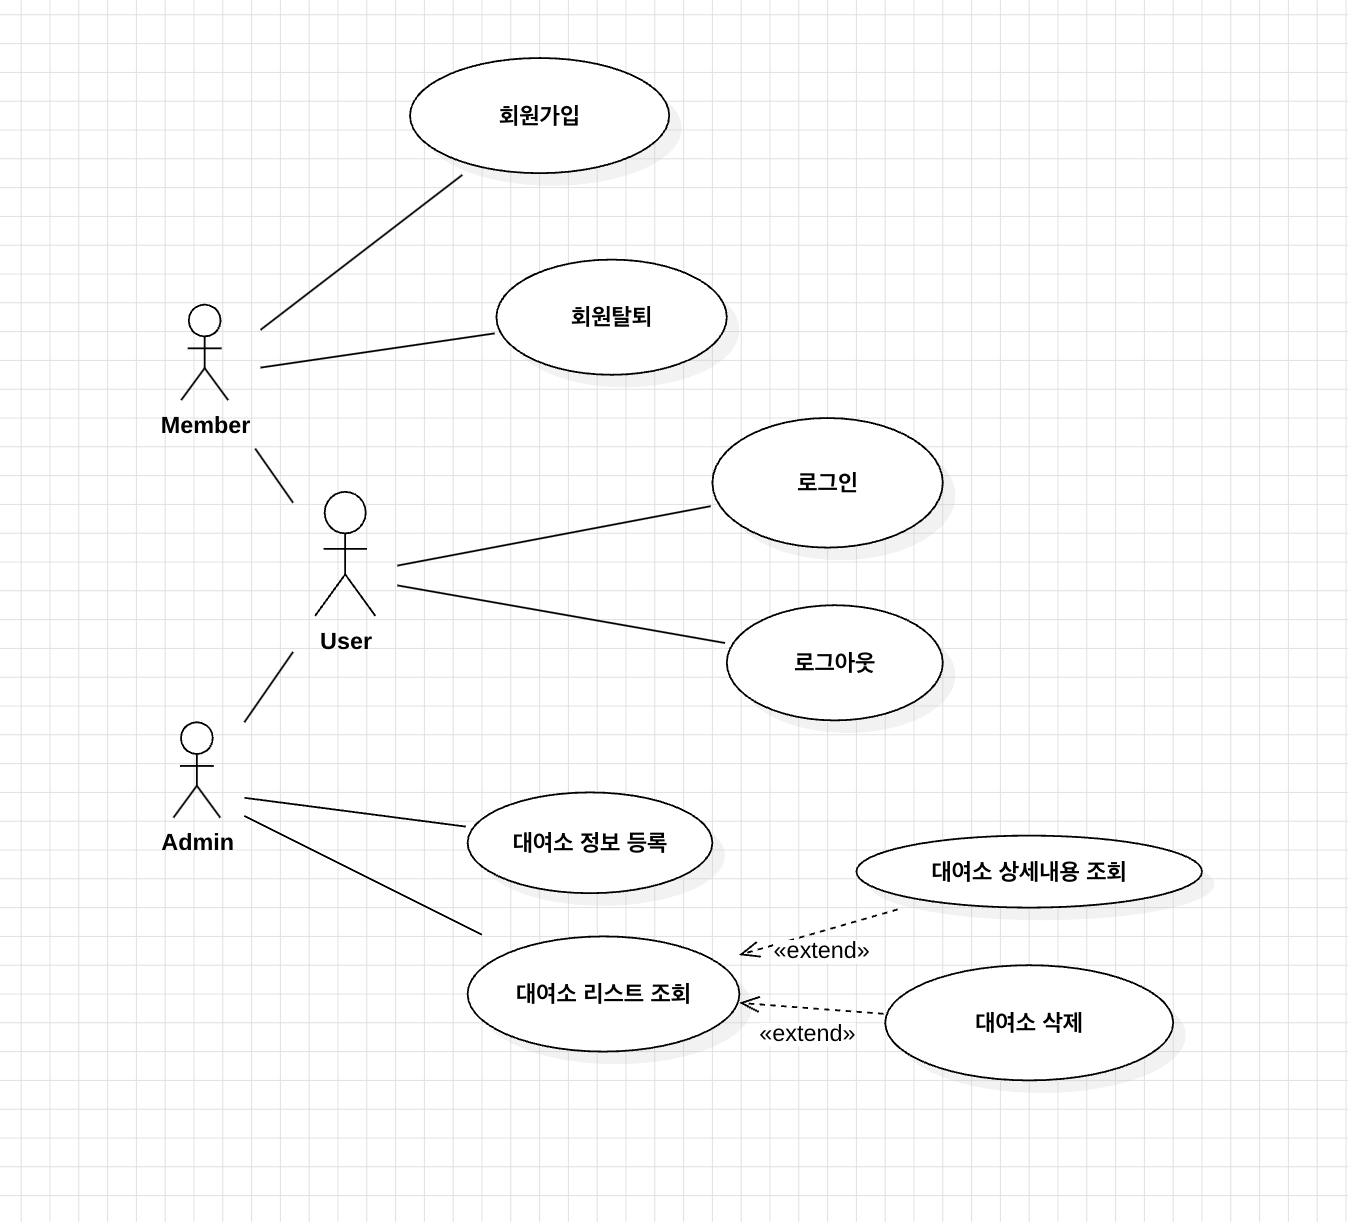 회원가입
회원탈퇴
Member
로그인
User
로그아웃
Admin
대여소 정보 등록
대여소 상세내용 조회
«extend»
대여소 리스트 조회
대여소 삭제
«extend»